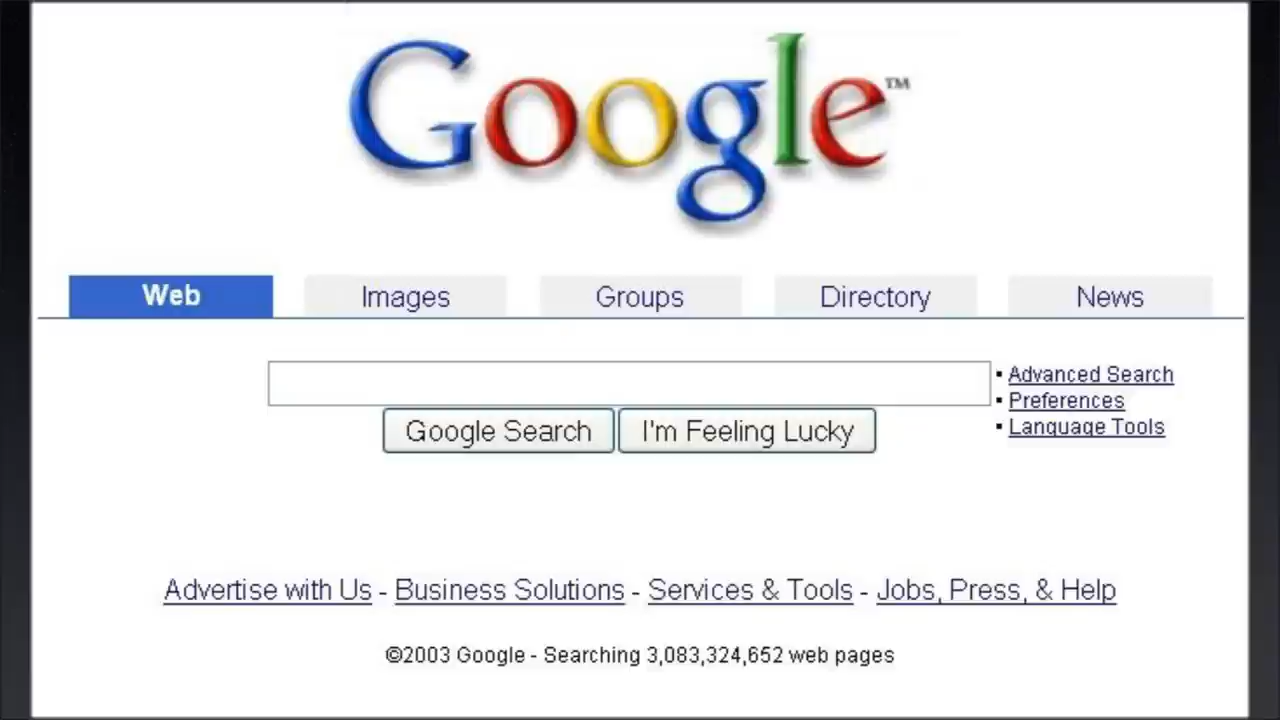 Google™
Web Images Groups Directory News
▪ Advanced Search
▪ Preferences
▪ Language Tools
Google Search I'm Feeling Lucky
Advertise with Us - Business Solutions - Services & Tools - Jobs, Press, & Help
©2003 Google - Searching 3,083,324,652 web pages